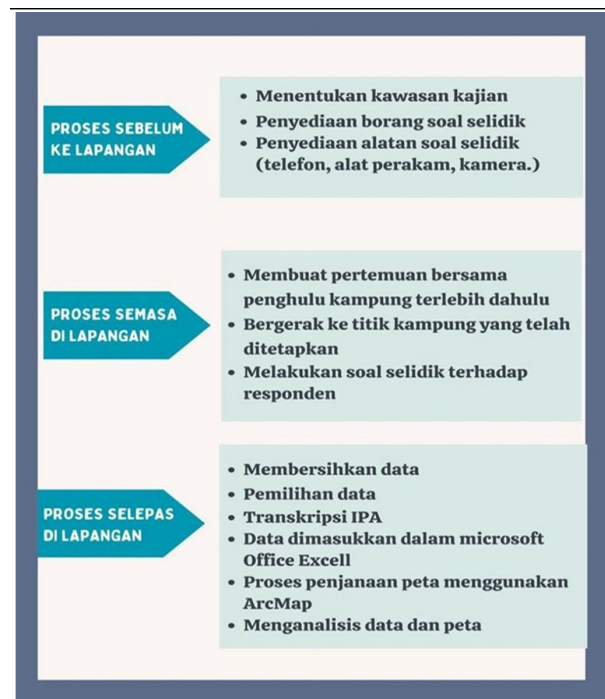 PROSES SEBELUM
KE LAPANGAN
• Menentukan kawasan kajian
• Penyediaan borang soal selidik
• Penyediaan alatan soal selidik
(telefon, alat perakam, kamera.)
PROSES SEMASA
DI LAPANGAN
• Membuat pertemuan bersama
penghulu kampung terlebih dahulu
• Bergerak ke titik kampung yang telah
ditetapkan
• Melakukan soal selidik terhadap
responden
PROSES SELEPAS
DI LAPANGAN
• Membersihkan data
• Pemilihan data
• Transkripsi IPA
• Data dimasukkan dalam microsoft
Office Excell
• Proses penjanaan peta menggunakan
ArcMap
• Menganalisis data dan peta